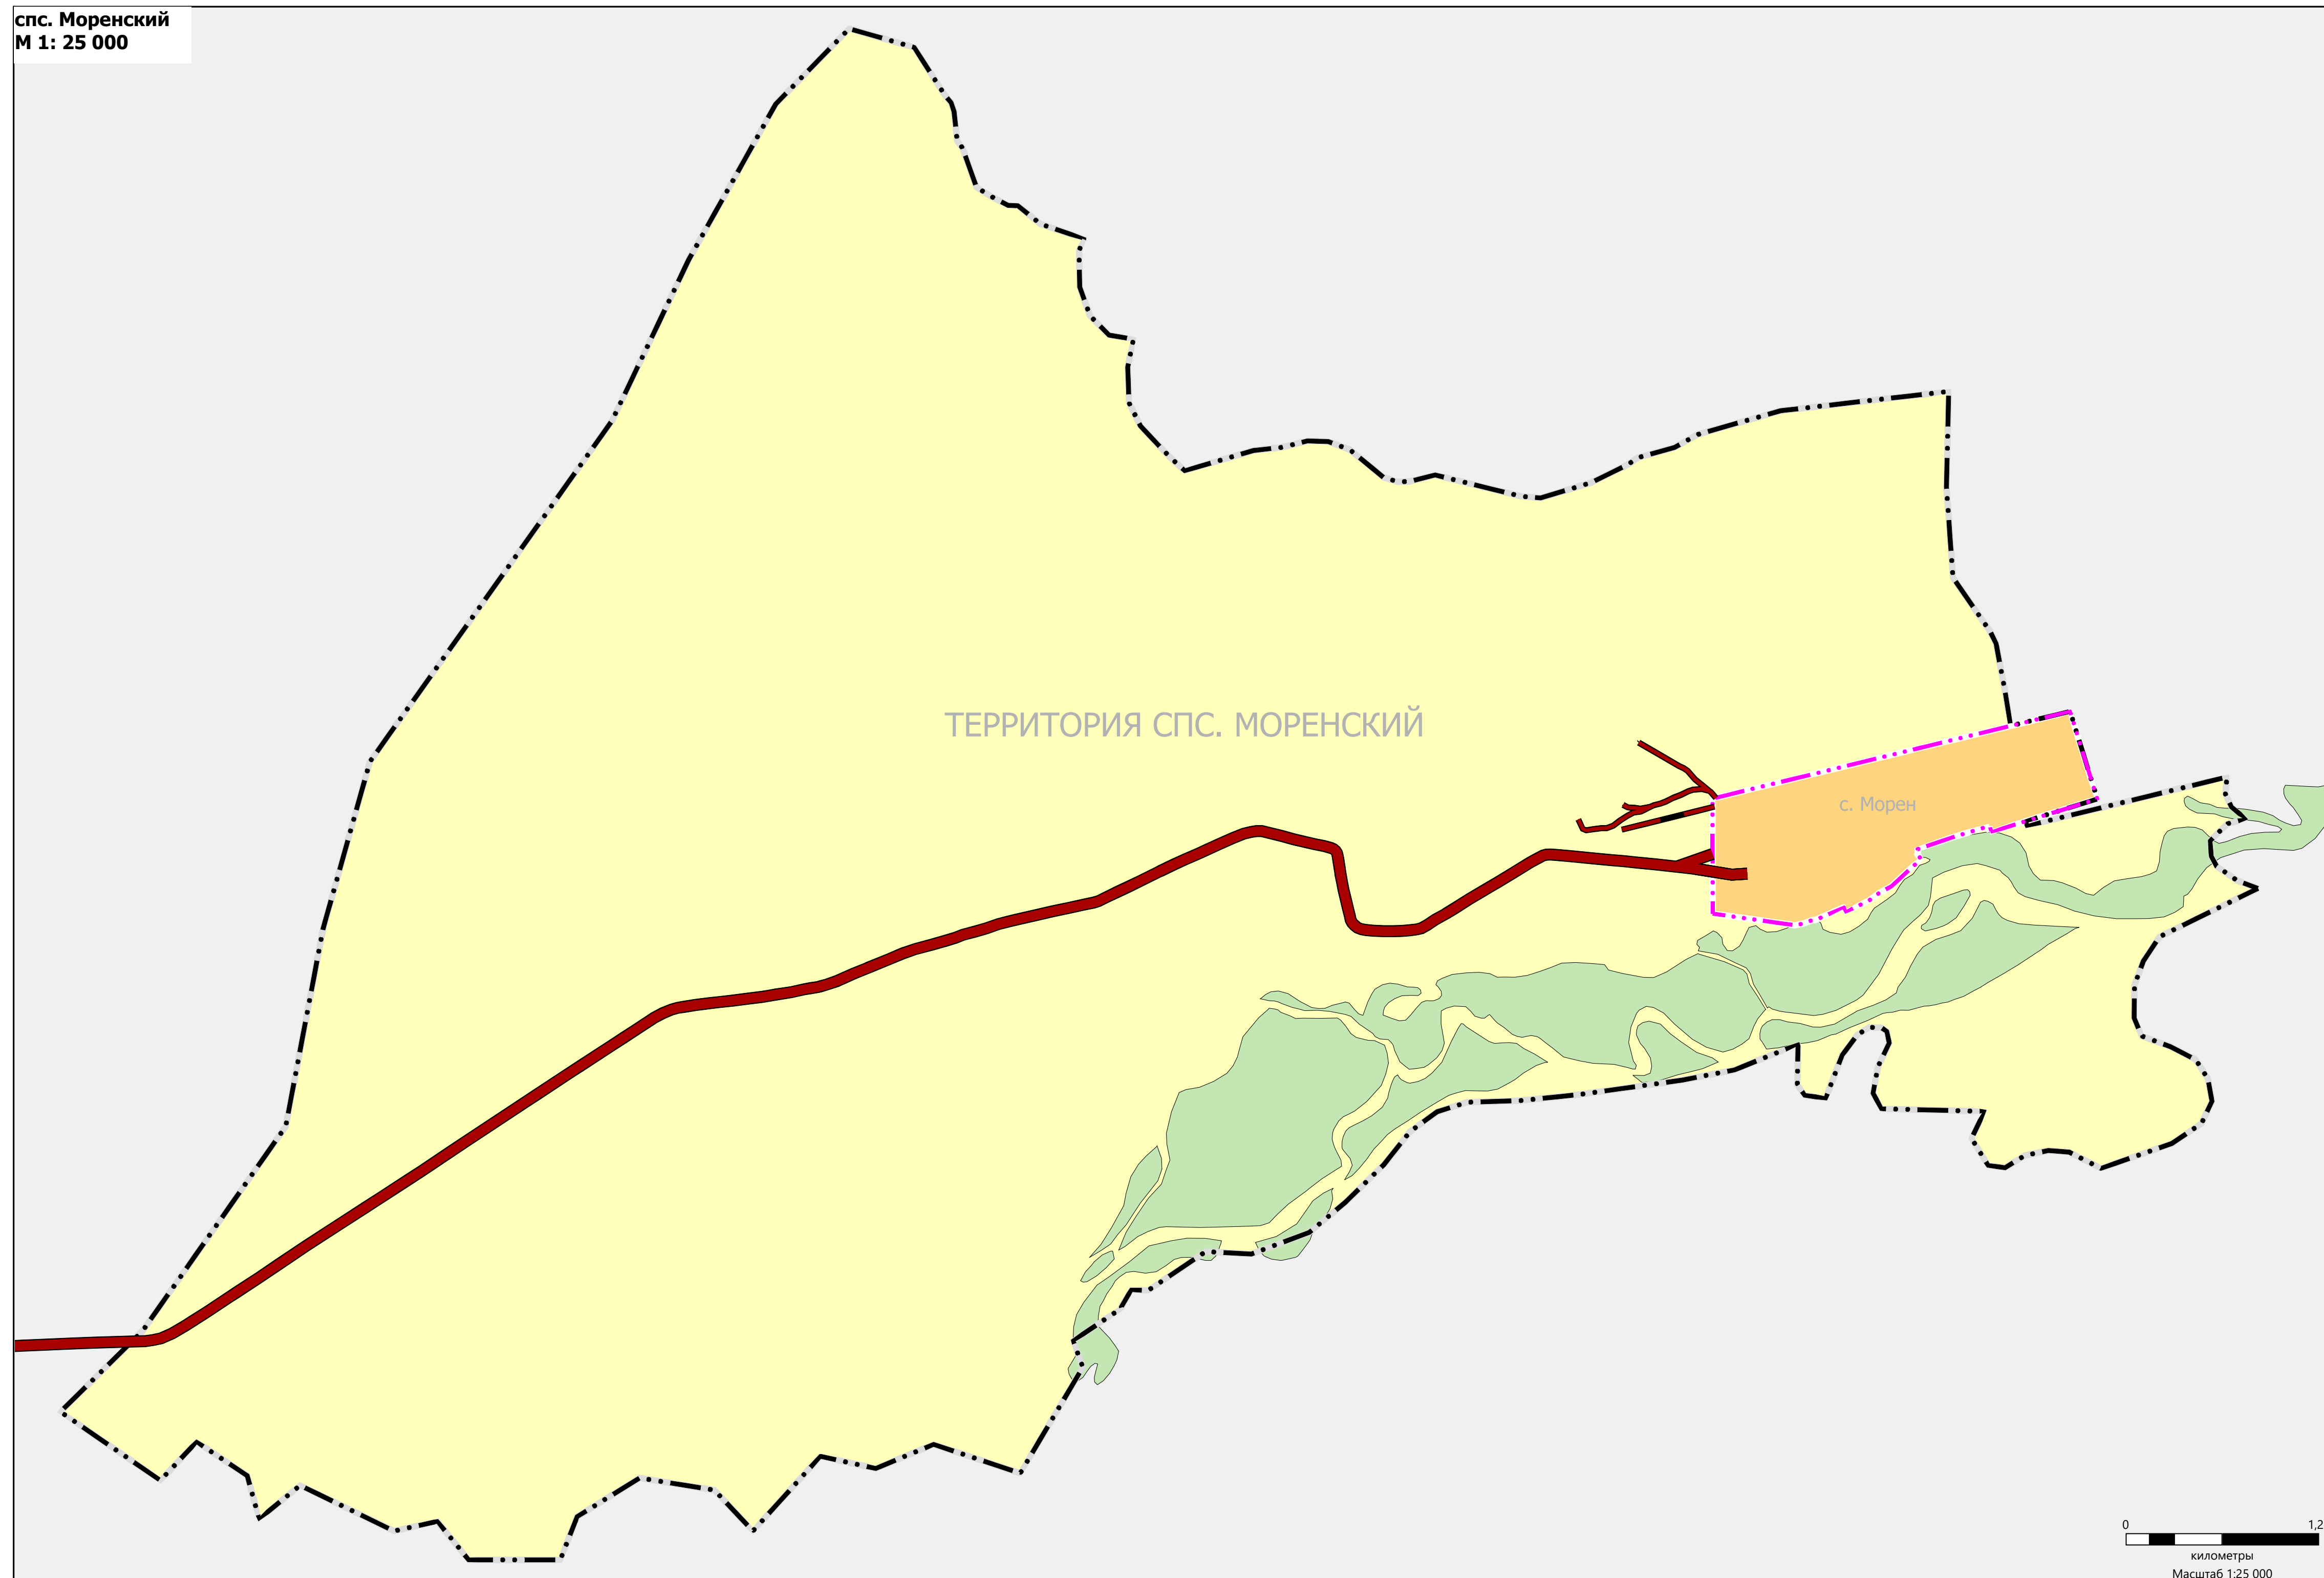 спс. Моренский
М 1: 25 000
ТЕРРИТОРИЯ СПС. МОРЕНСКИЙ
с. Морен
0 1,2
километры
Масштаб 1:25 000